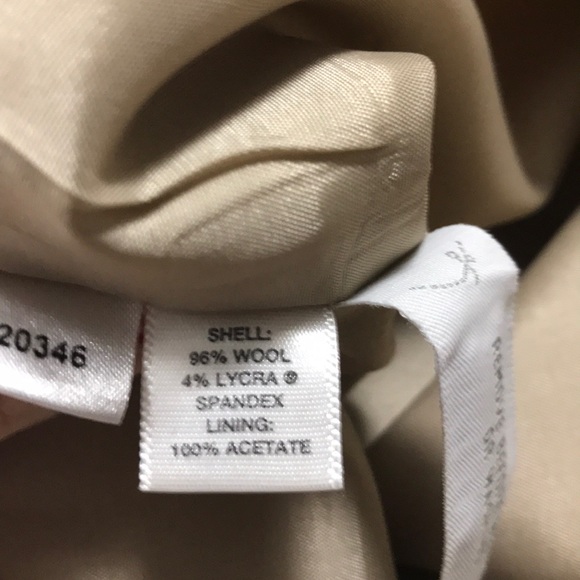 20346
SHELL:
96% WOOL
4% LYCRA ®
SPANDEX
LINING:
100% ACETATE